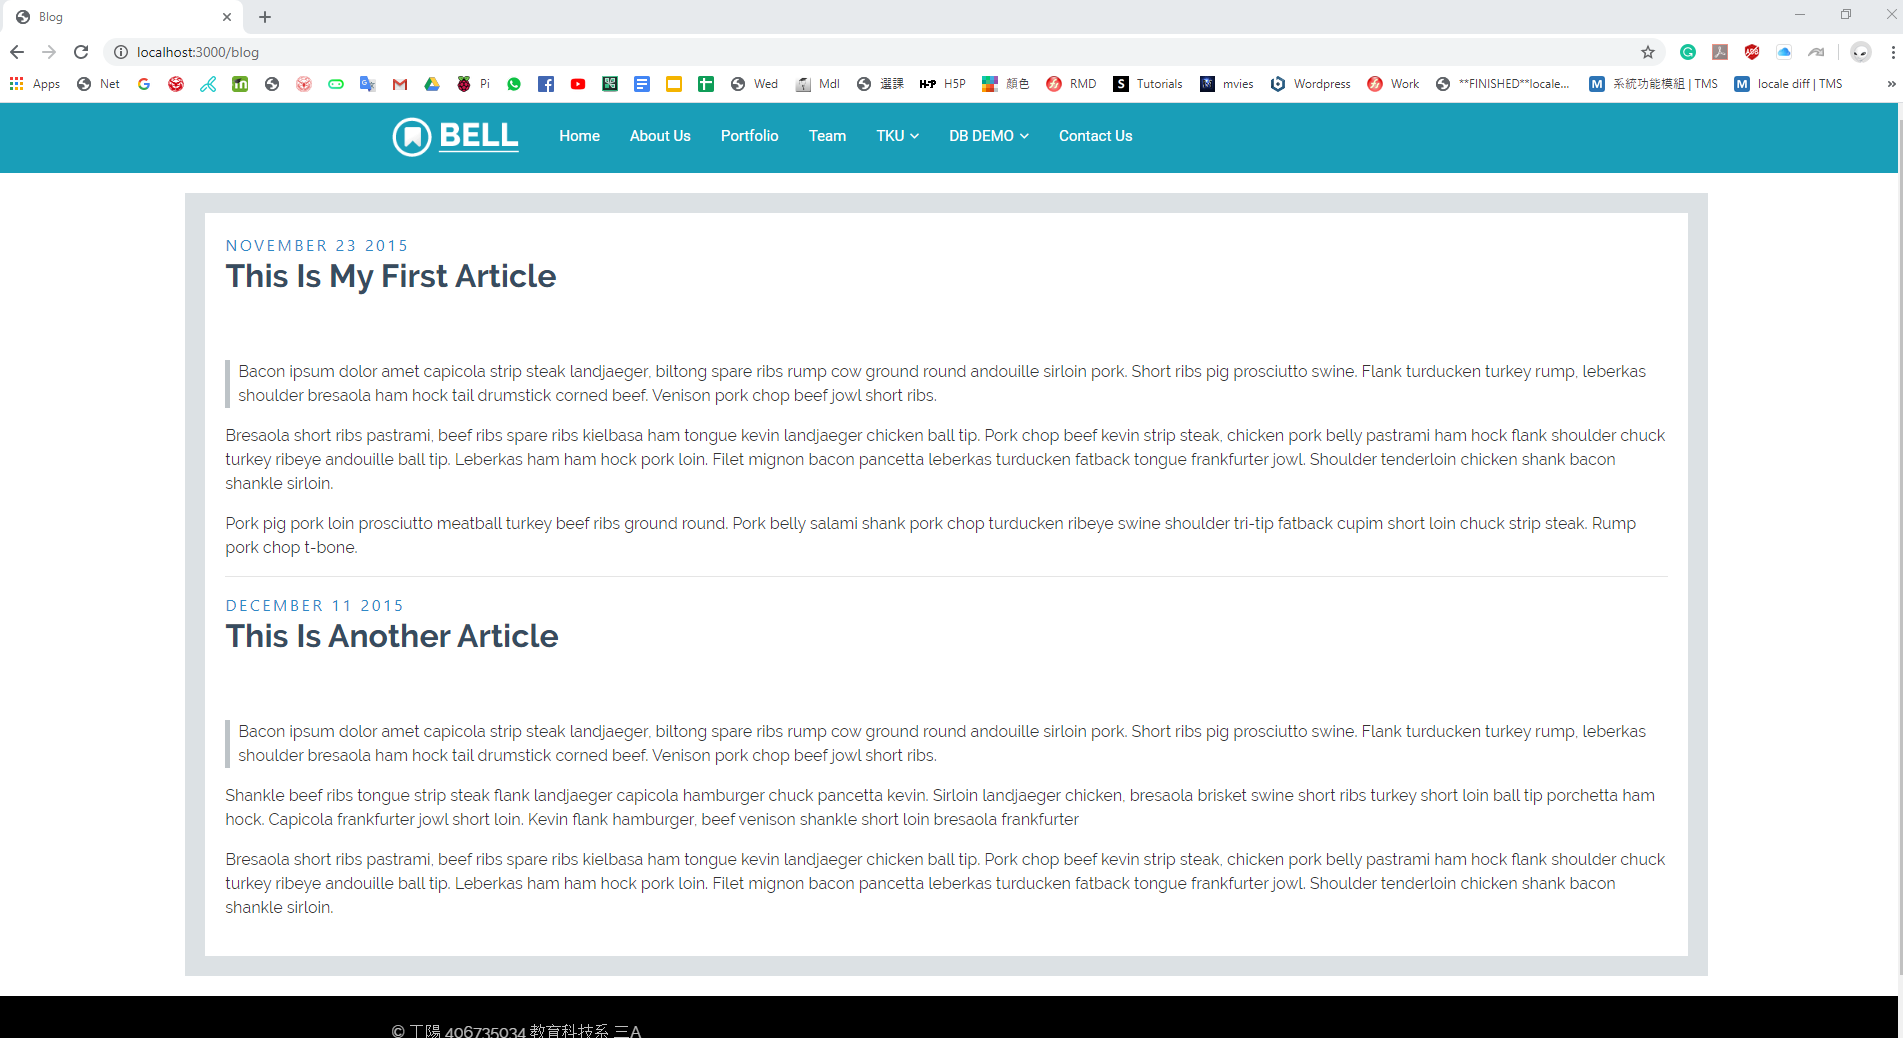 Blog
localhost:3000/blog
Apps Net Pi Wed Mdl 選課 H5P 顏色 RMD Tutorials mvies Wordpress Work **FINISHED**locale... 系統功能模組 | TMS locale diff | TMS »
BELL Home About Us Portfolio Team TKU DB DEMO Contact Us
NOVEMBER 23 2015
This Is My First Article
Bacon ipsum dolor amet capicola strip steak landjaeger, biltong spare ribs rump cow ground round andouille sirloin pork. Short ribs pig prosciutto swine. Flank turducken turkey rump, leberkas
shoulder bresaola ham hock tail drumstick corned beef. Venison pork chop beef jowl short ribs.
Bresaola short ribs pastrami, beef ribs spare ribs kielbasa ham tongue kevin landjaeger chicken ball tip. Pork chop beef kevin strip steak, chicken pork belly pastrami ham hock flank shoulder chuck
turkey ribeye andouille ball tip. Leberkas ham ham hock pork loin. Filet mignon bacon pancetta leberkas turducken fatback tongue frankfurter jowl. Shoulder tenderloin chicken shank bacon
shankle sirloin.
Pork pig pork loin prosciutto meatball turkey beef ribs ground round. Pork belly salami shank pork chop turducken ribeye swine shoulder tri-tip fatback cupim short loin chuck strip steak. Rump
pork chop t-bone.
DECEMBER 11 2015
This Is Another Article
Bacon ipsum dolor amet capicola strip steak landjaeger, biltong spare ribs rump cow ground round andouille sirloin pork. Short ribs pig prosciutto swine. Flank turducken turkey rump, leberkas
shoulder bresaola ham hock tail drumstick corned beef. Venison pork chop beef jowl short ribs.
Shankle beef ribs tongue strip steak flank landjaeger capicola hamburger chuck pancetta kevin. Sirloin landjaeger chicken, bresaola brisket swine short ribs turkey short loin ball tip porchetta ham
hock. Capicola frankfurter jowl short loin. Kevin flank hamburger, beef venison shankle short loin bresaola frankfurter
Bresaola short ribs pastrami, beef ribs spare ribs kielbasa ham tongue kevin landjaeger chicken ball tip. Pork chop beef kevin strip steak, chicken pork belly pastrami ham hock flank shoulder chuck
turkey ribeye andouille ball tip. Leberkas ham ham hock pork loin. Filet mignon bacon pancetta leberkas turducken fatback tongue frankfurter jowl. Shoulder tenderloin chicken shank bacon
shankle sirloin.
© 406735034 教育科技系 三A